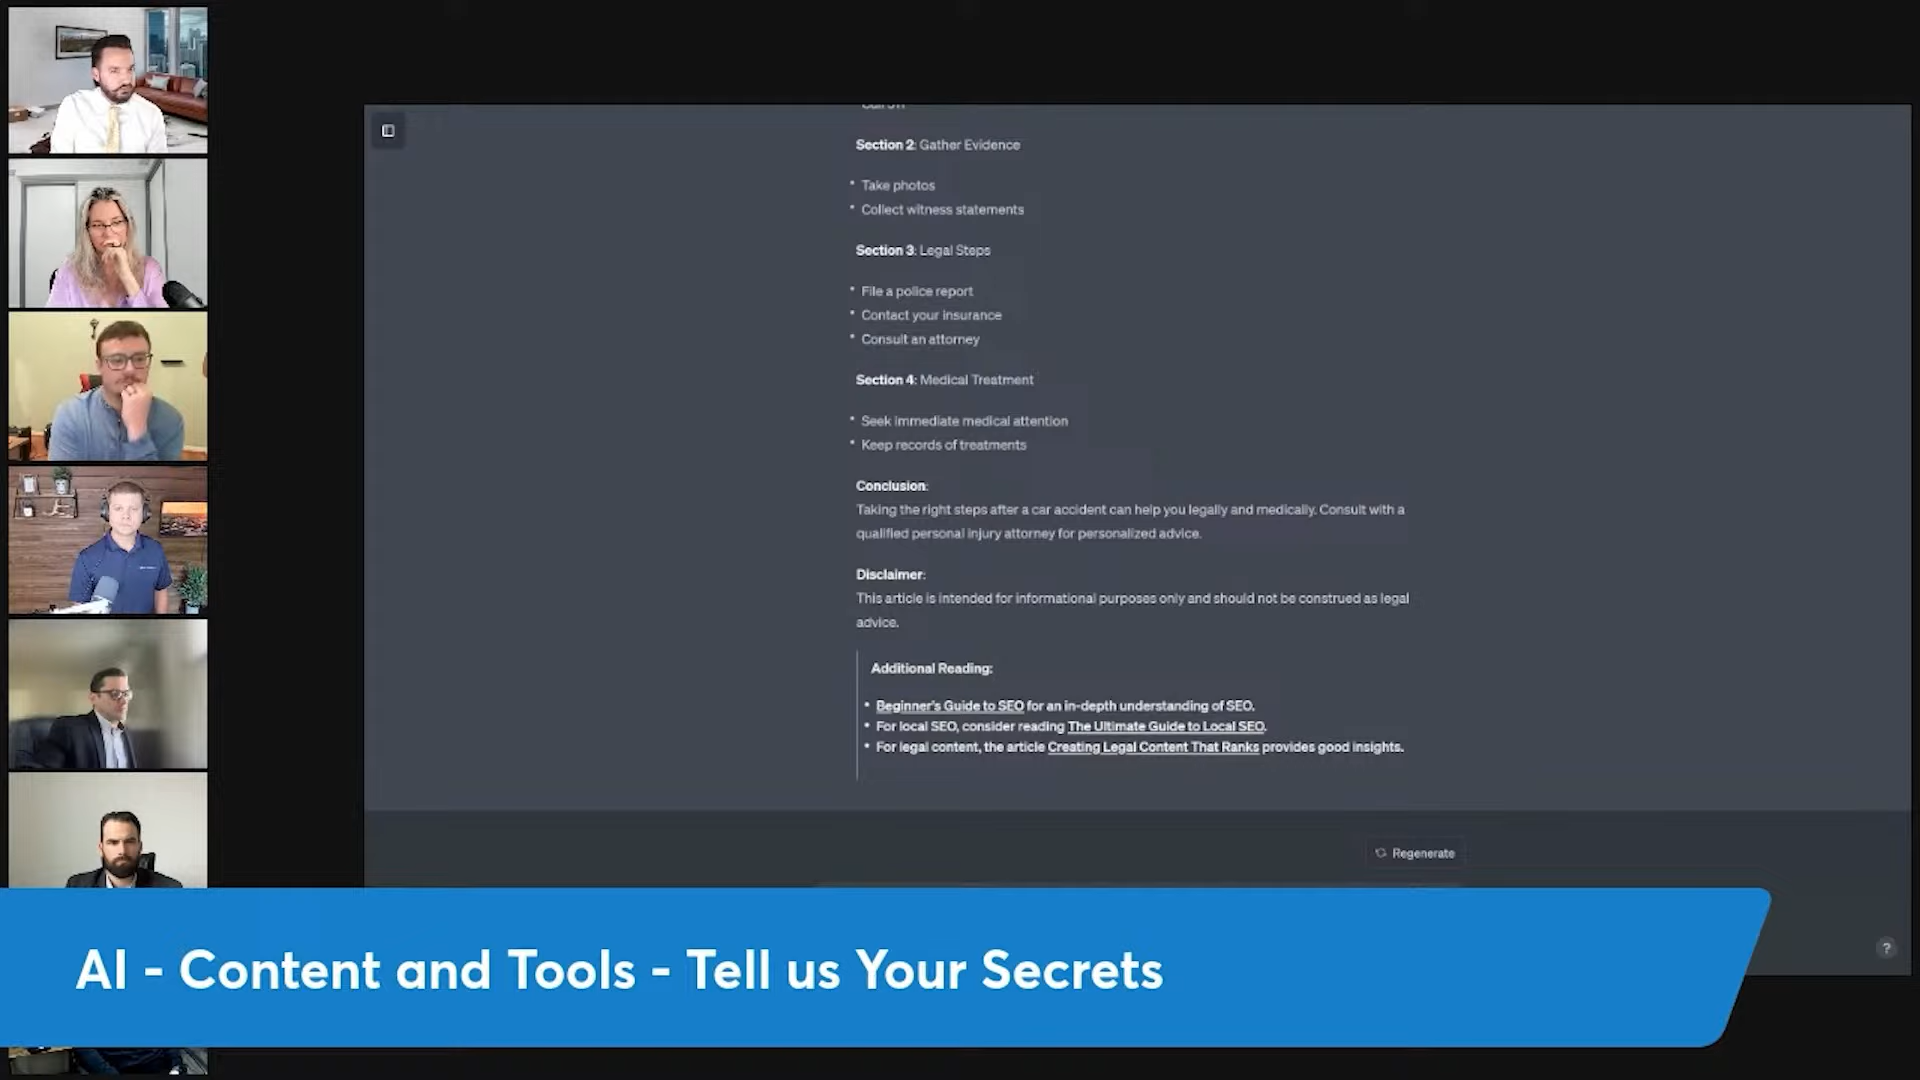 Section 2: Gather Evidence
Take photos
Collect witness statements
Section 3: Legal Steps
File a police report
Contact your insurance
Consult an attorney
Section 4: Medical Treatment
Seek immediate medical attention
Keep records of treatments
Conclusion:
Taking the right steps after a car accident can help you legally and medically. Consult with a
qualified personal injury attorney for personalized advice.
Disclaimer:
This article is intended for informational purposes only and should not be construed as legal
advice.
Additional Reading:
Beginner's Guide to SEO for an in-depth understanding of SEO.
For local SEO, consider reading The Ultimate Guide to Local SEO.
For legal content, the article Creating Legal Content That Ranks provides good insights.
Regenerate
?
AI - Content and Tools - Tell us Your Secrets